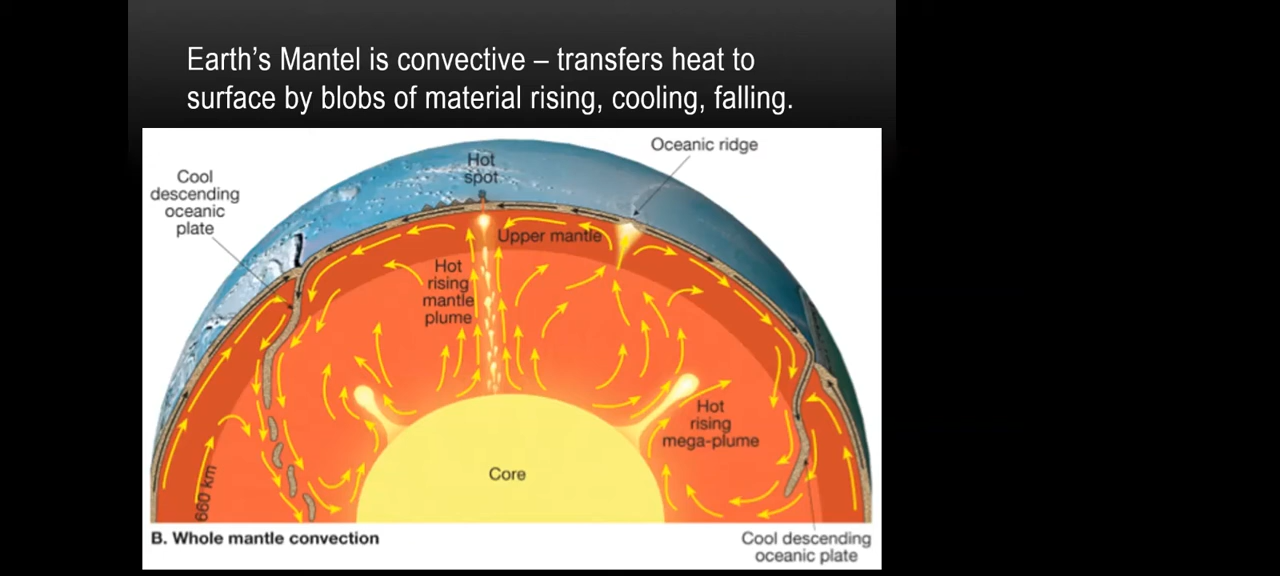 Earth's Mantel is convective – transfers heat to
surface by blobs of material rising, cooling, falling.
Oceanic ridge
Hot
spot
Cool
descending
oceanic
plate
Upper mantle
Hot
rising
mantle
plume
Hot
rising
mega-plume
Core
660 km
B. Whole mantle convection
Cool descending
oceanic plate